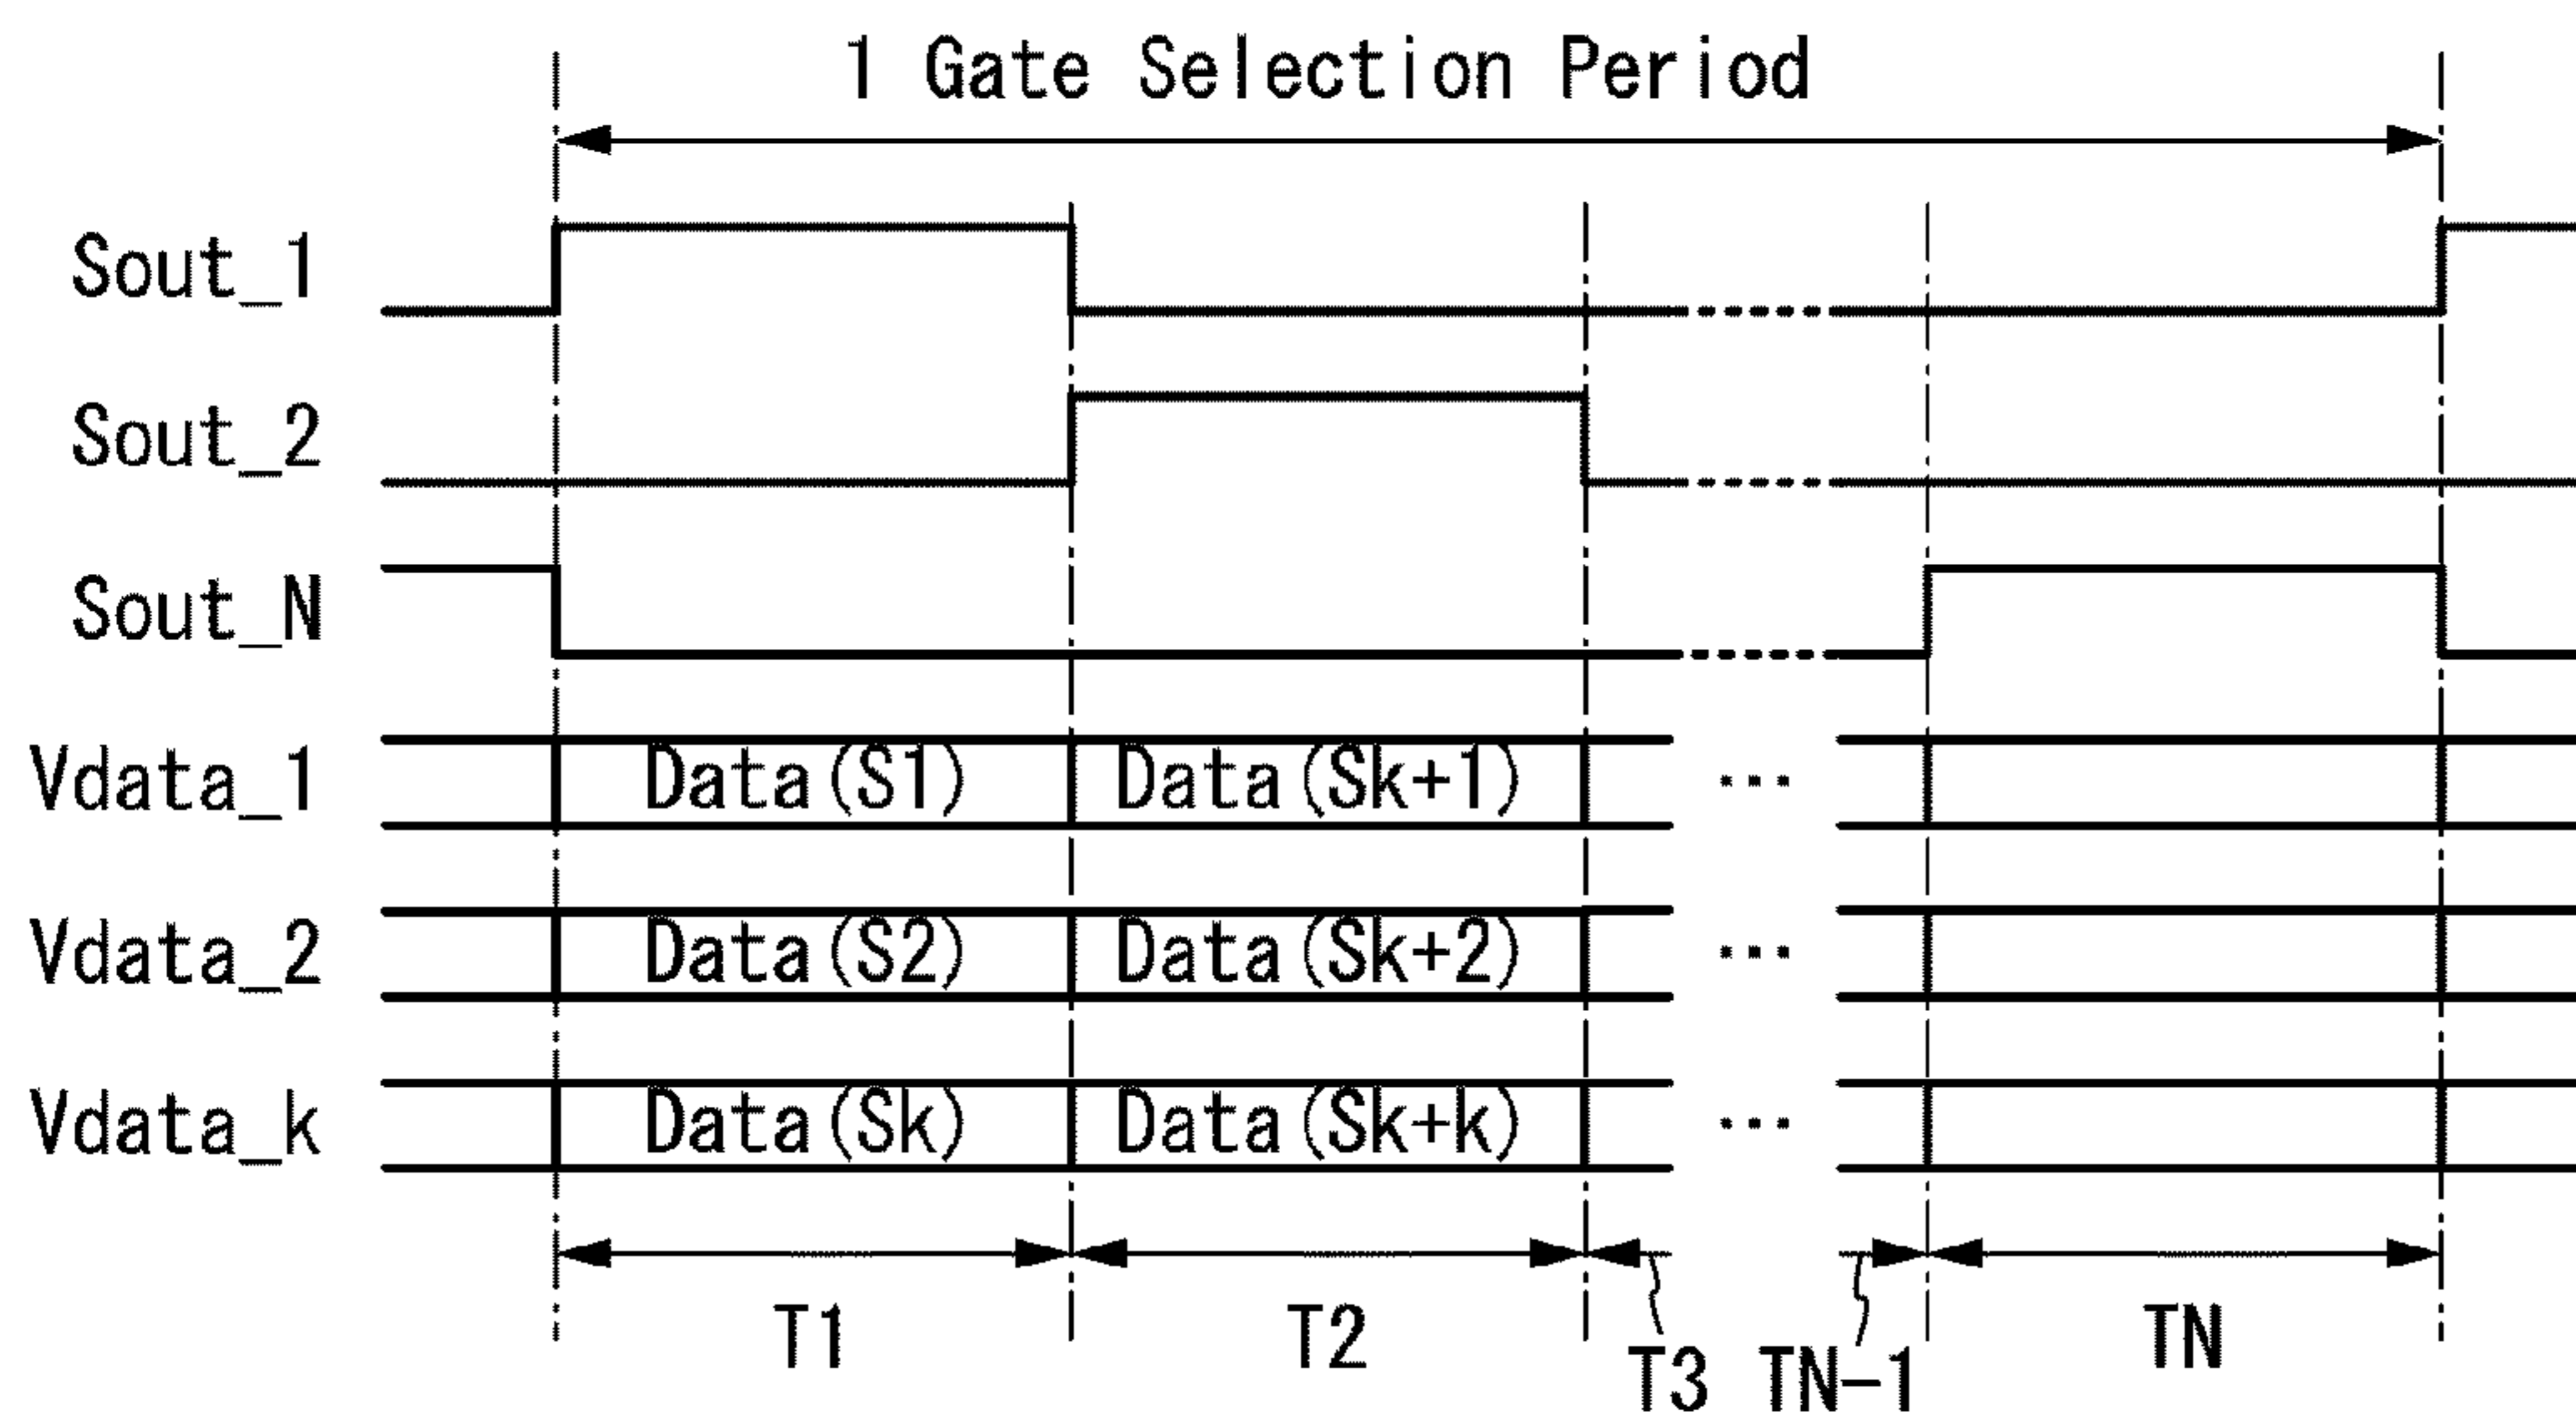 1 Gate Selection Period
Sout_1
Sout_2
Sout_N
Vdata_1 Data(S1) Data(Sk+1) ...
Vdata_2 Data(S2) Data(Sk+2) ...
Vdata_k Data(Sk) Data(Sk+k) ...
T1 T2 TN
T3 TN-1